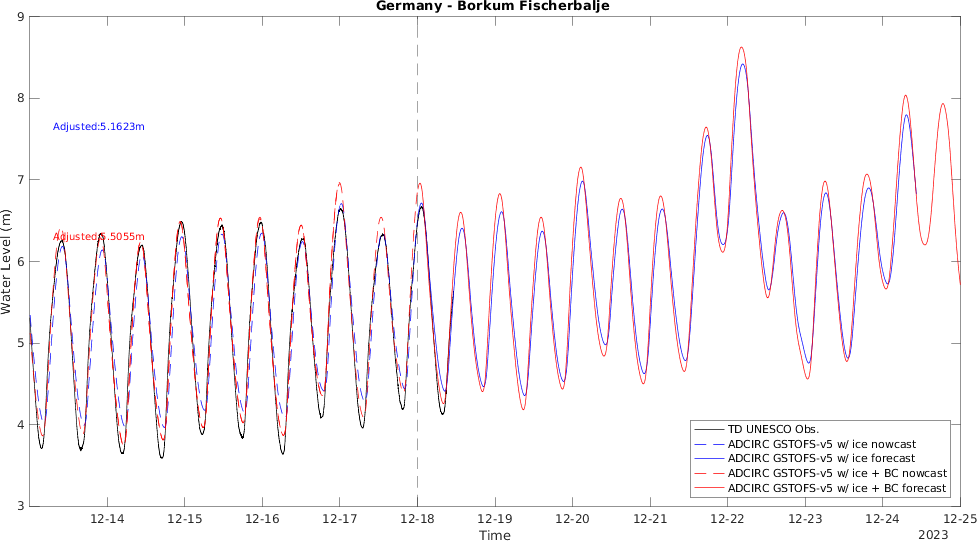 Germany - Borkum Fischerbalje
9
8
7
6
5
4
3
Water Level (m)
Adjusted:5.1623m
Adjusted:5.5055m
TD UNESCO Obs.
ADCIRC GSTOFS-v5 w/ ice nowcast
ADCIRC GSTOFS-v5 w/ ice forecast
ADCIRC GSTOFS-v5 w/ ice + BC nowcast
ADCIRC GSTOFS-v5 w/ ice + BC forecast
12-14 12-15 12-16 12-17 12-18 12-19 12-20 12-21 12-22 12-23 12-24 12-25
Time
2023